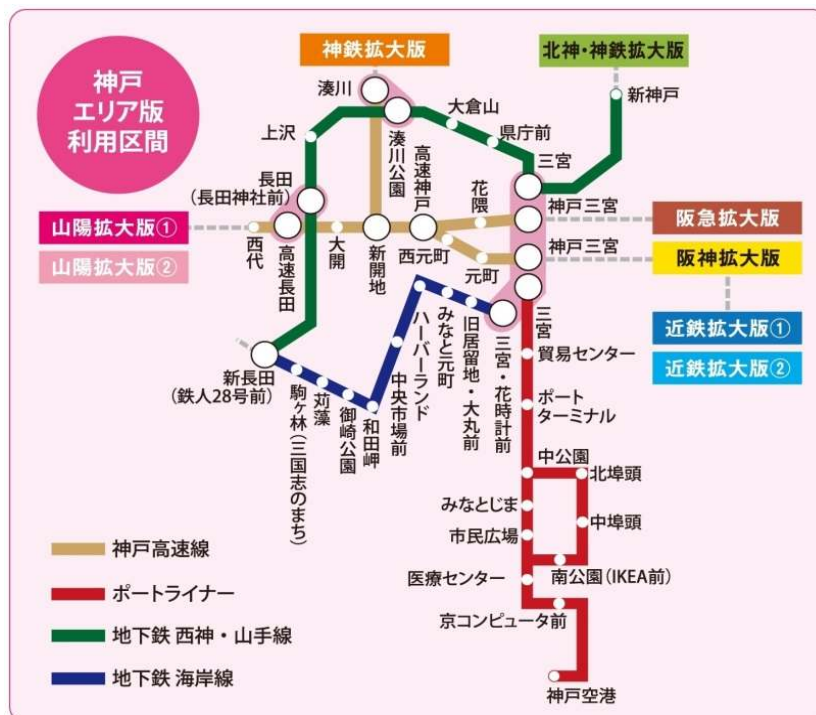 神戸
エリア版
利用区間
神鉄拡大版
北神・神鉄拡大版
湊川
大倉山
新神戸
県庁前
上沢
湊川公園
三宮
高速神戸
長田
(長田神社前)
花隈
神戸三宮
阪急拡大版
山陽拡大版①
山陽拡大版②
西代
高速長田
大開
新開地
西元町
元町
神戸三宮
阪神拡大版
近鉄拡大版①
近鉄拡大版②
三宮
貿易センター
新長田
(鉄人28号前)
駒ヶ林(三国志のまち)
苅藻
御崎公園
和田岬
中央市場前
ハーバーランド
みなと元町
旧居留地・大丸前
三宮・花時計前
ポート
ターミナル
中公園
北埠頭
みなとじま
中埠頭
市民広場
医療センター
南公園(IKEA前)
京コンピュータ前
神戸空港
神戸高速線
ポートライナー
地下鉄 西神・山手線
地下鉄 海岸線